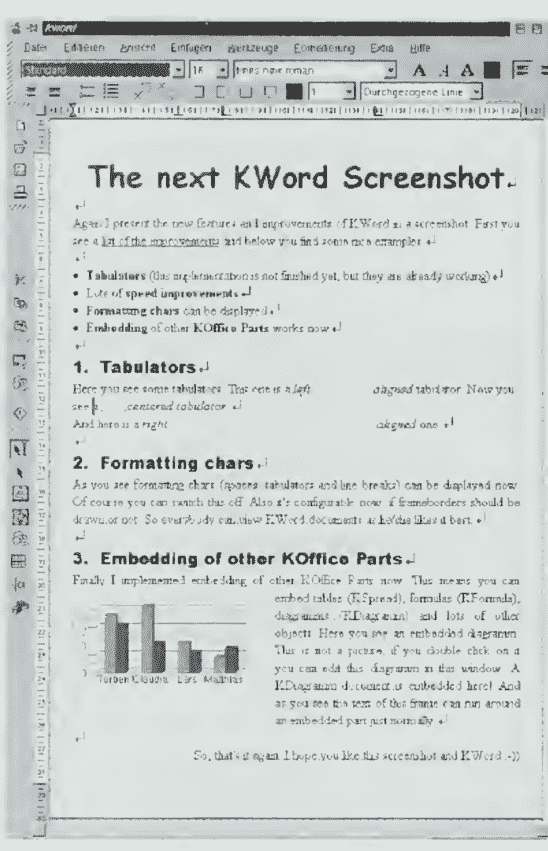 kword
Datei Editieren Ansicht Einfügen Werkzeuge Formatierung Extra Hilfe
Standard 16 times new roman
1 Durchgezogene Linie
The next KWord Screenshot
Again I present the new features and improvements of KWord in a screenshot. First you
see a list of the improvements and below you find some nice examples
• Tabulators (this implementation is not finished yet, but they are already working)
• Lots of speed improvements
• Formatting chars can be displayed
• Embedding of other KOffice Parts works now
1. Tabulators
Here you see some tabulators. This one is a left aligned tabulator. Now you
see a centered tabulator
And here is a right aligned one
2. Formatting chars
As you see formatting chars (spaces, tabulators and line breaks) can be displayed now.
Of course you can switch this off. Also it's configurable now, if frameborders should be
drawn or not. So everybody can view KWord documents as he/she likes it best.
3. Embedding of other KOffice Parts
Finally I implemented embedding of other KOffice Parts now. This means you can
embed tables (KSpread), formulas (KFormula),
diagramms (KDiagramm) and lots of other
objects. Here you see an embedded diagramm.
This is not a picture, if you double click on it
you can edit this diagramm in this window. A
KDiagramm document is embedded here! And
as you see the text of this frame can run around
an embedded part just normally
Torben Claudia Lars Matthias
So, that's it again. I hope you like this screenshot and KWord :-))